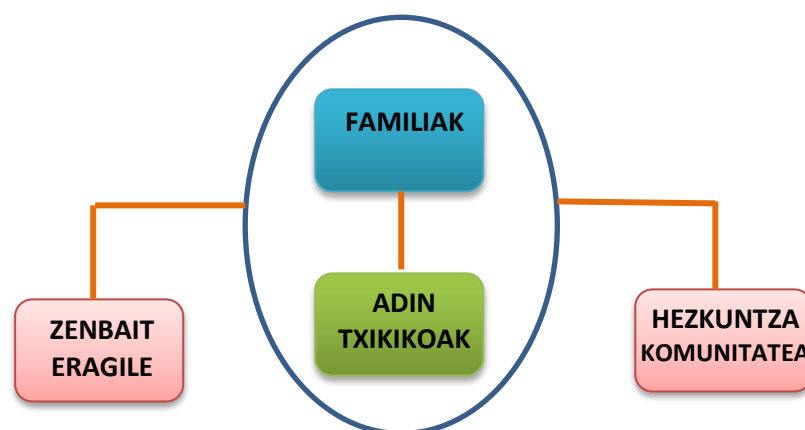 FAMILIAK
ADIN
TXIKIKOAK
ZENBAIT
ERAGILE
HEZKUNTZA
KOMUNITATEA